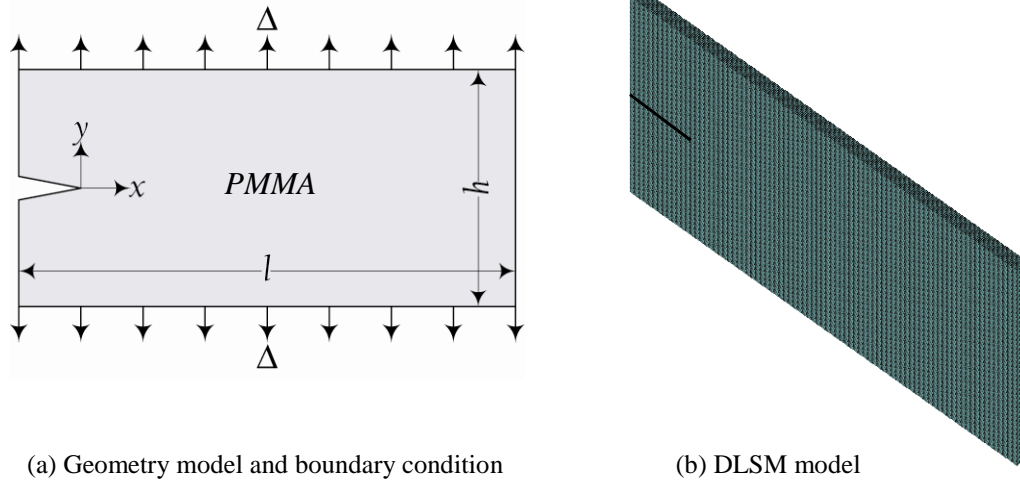 Δ
y
x
PMMA
h
l
Δ
(a) Geometry model and boundary condition
(b) DLSM model